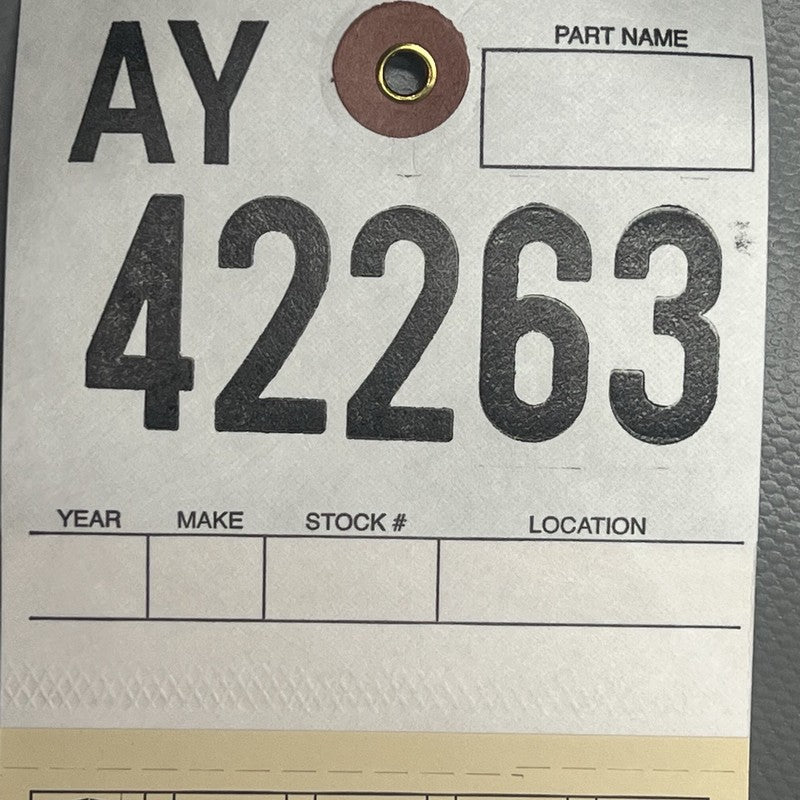 AY
PART NAME
42263
YEAR MAKE STOCK # LOCATION